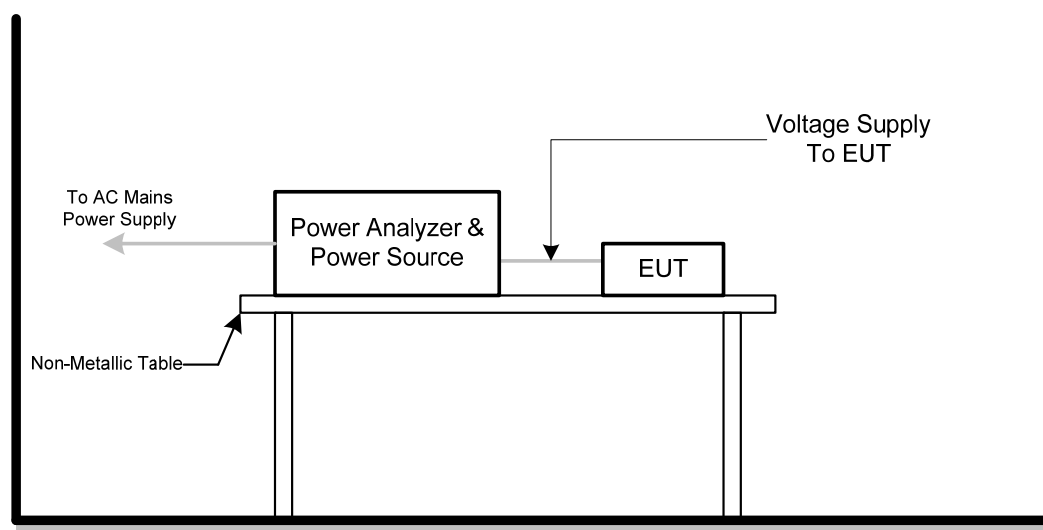 Voltage Supply
To EUT
To AC Mains
Power Supply
Power Analyzer &
Power Source
EUT
Non-Metallic Table